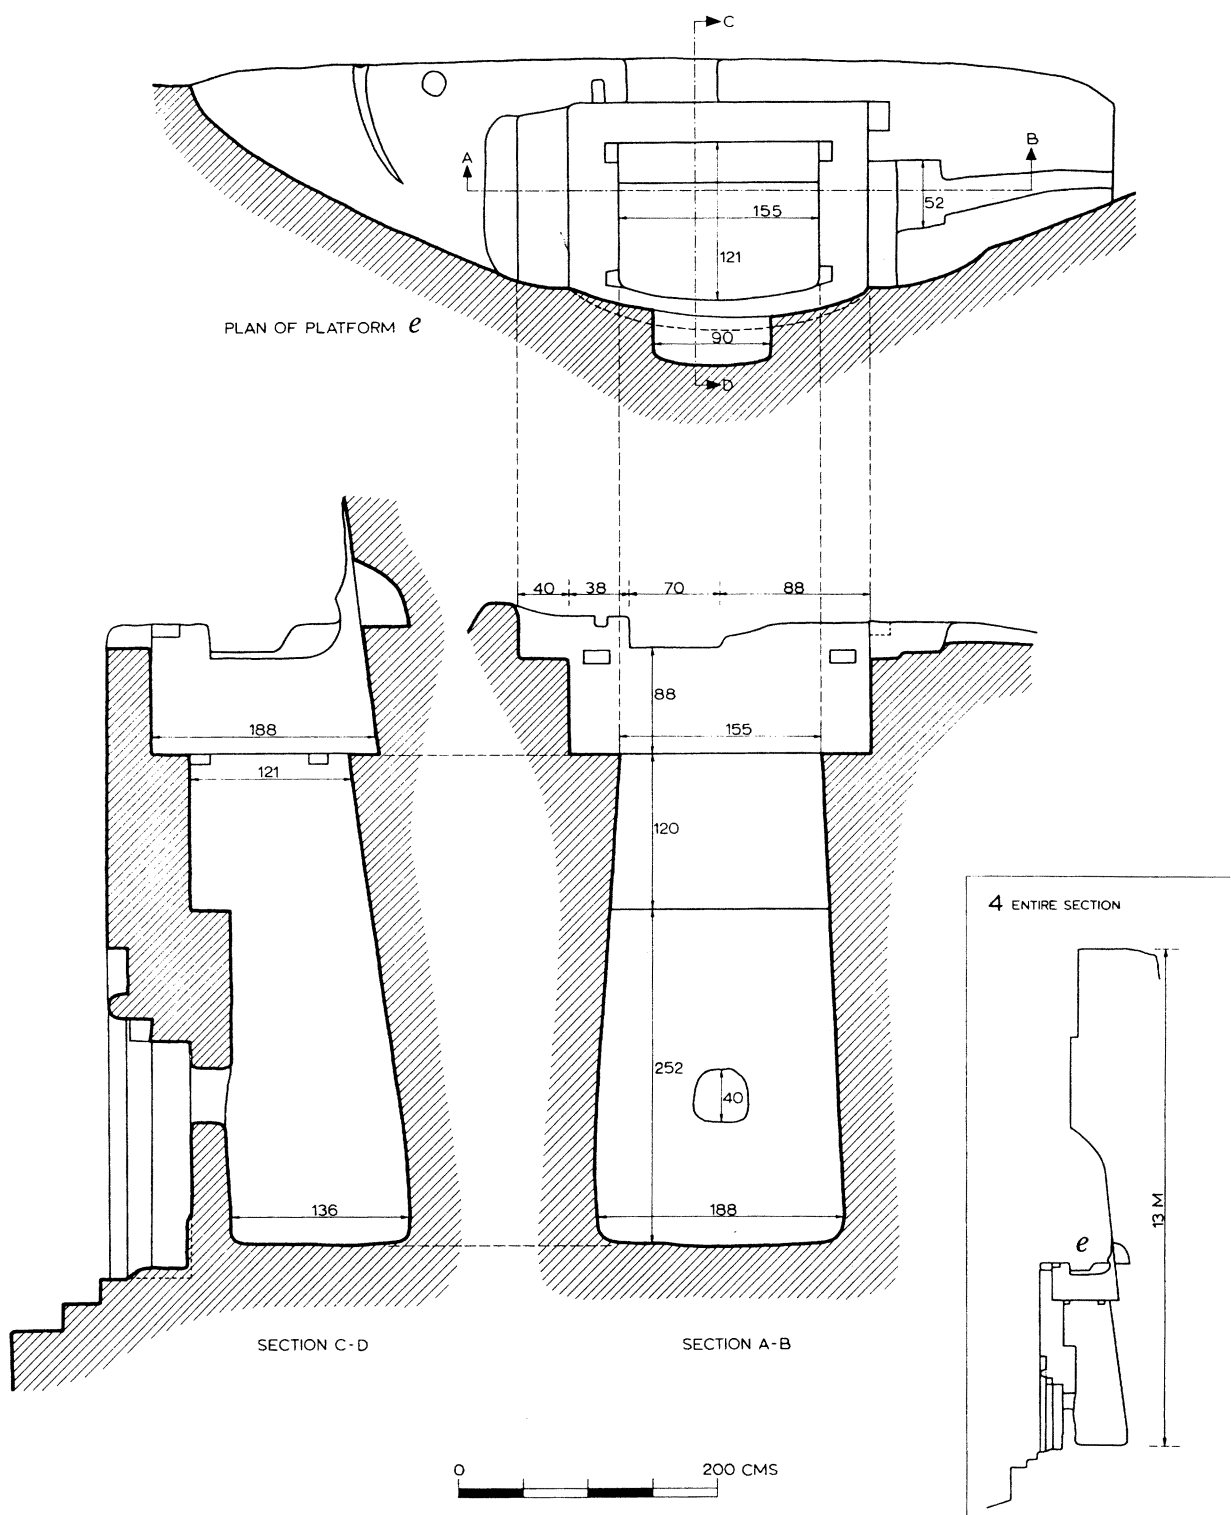 C
A
B
155
52
121
PLAN OF PLATFORM e
90
D
40 38 70 88
88
188
155
121
120
4 ENTIRE SECTION
252
40
13 M
e
136
188
SECTION C-D
SECTION A-B
0 200 CMS